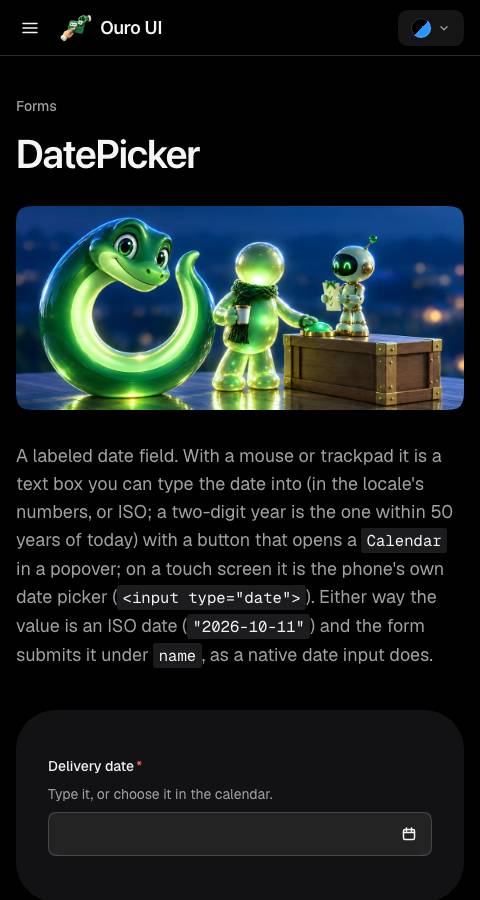 Ouro UI
Forms
DatePicker
A labeled date field. With a mouse or trackpad it is a
text box you can type the date into (in the locale's
numbers, or ISO; a two-digit year is the one within 50
years of today) with a button that opens a Calendar
in a popover; on a touch screen it is the phone's own
date picker (<input type="date">). Either way the
value is an ISO date ("2026-10-11") and the form
submits it under name, as a native date input does.
Delivery date*
Type it, or choose it in the calendar.